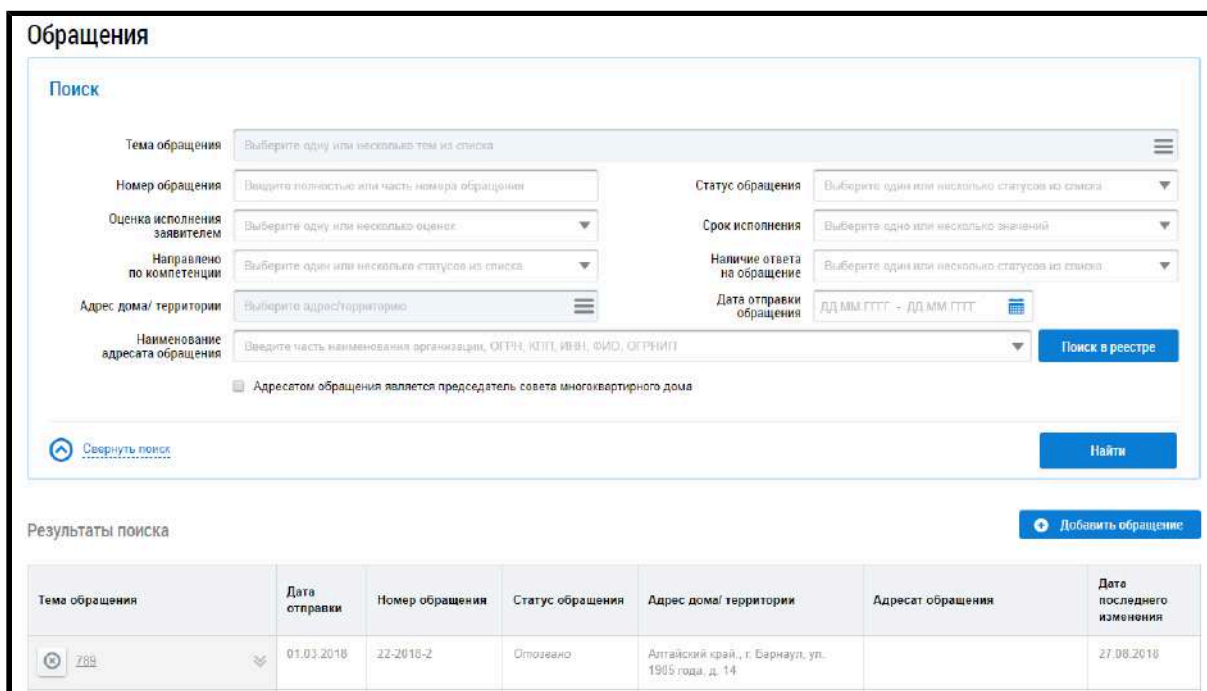 Обращения
Поиск
Тема обращения Выберите одну или несколько тем из списка
Номер обращения Введите полностью или часть номера обращения Статус обращения Выберите один или несколько статусов из списка
Оценка исполнения
заявителем Выберите одну или несколько оценок Срок исполнения Выберите одно или несколько значений
Направлено
по компетенции Выберите один или несколько статусов из списка Наличие ответа
на обращение Выберите один или несколько статусов из списка
Адрес дома/ территории Выберите адрес/территорию Дата отправки
обращения ДД.ММ.ГГГГ - ДД.ММ.ГГГГ
Наименование
адресата обращения Введите часть наименования организации, ОГРН, КПП, ИНН, ФИО, ОГРНИП Поиск в реестре
Адресатом обращения является председатель совета многоквартирного дома
Свернуть поиск Найти
Результаты поиска Добавить обращение
Тема обращения Дата
отправки Номер обращения Статус обращения Адрес дома/ территории Адресат обращения Дата
последнего
изменения
789 01.03.2018 22-2018-2 Отозвано Алтайский край., г. Барнаул, ул.
1905 года, д. 14 27.08.2018